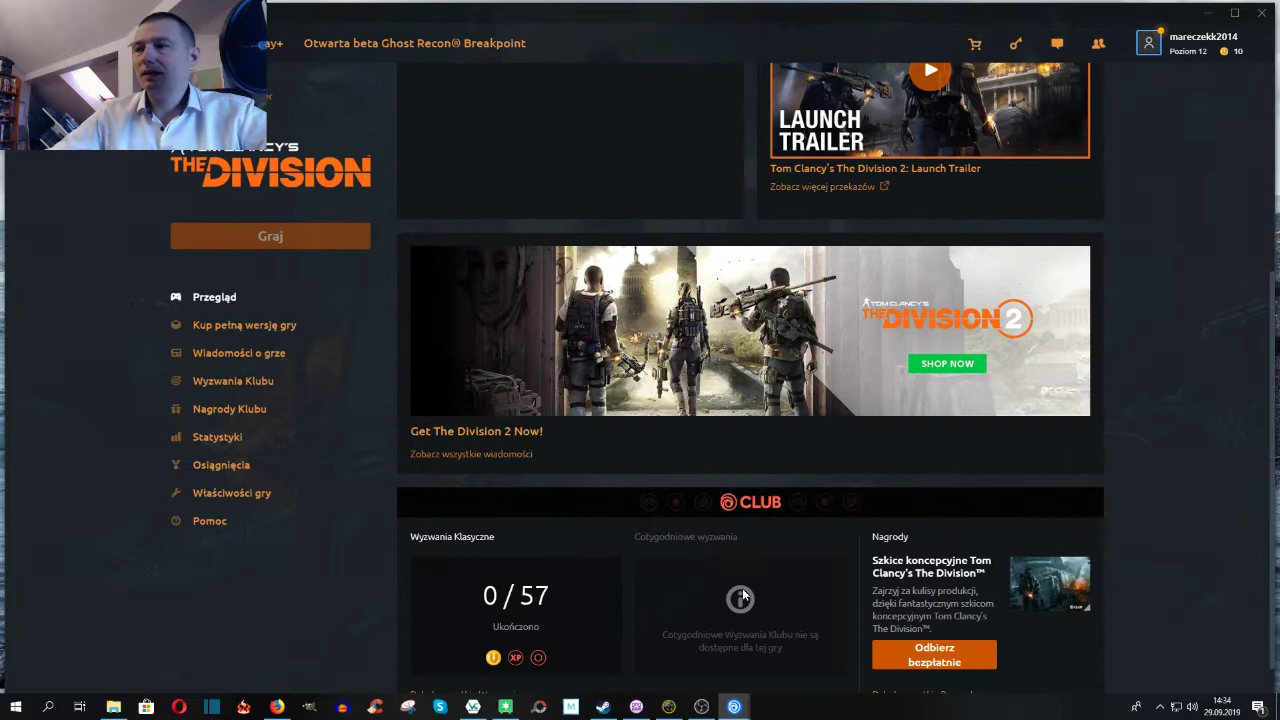 ay+
Otwarta beta Ghost Recon® Breakpoint
mareczekk2014
Poziom 12
10
TOM CLANCY'S
THE DIVISION
Graj
Przegląd
Kup pełną wersję gry
Wiadomości o grze
Wyzwania Klubu
Nagrody Klubu
Statystyki
Osiągnięcia
Właściwości gry
Pomoc
LAUNCH
TRAILER
Tom Clancy's The Division 2: Launch Trailer
Zobacz więcej przekazów
TOM CLANCY'S
THE DIVISION 2
SHOP NOW
Get The Division 2 Now!
Zobacz wszystkie wiadomości
CLUB
Wyzwania Klasyczne
0 / 57
Ukończono
XP
Cotygodniowe wyzwania
Cotygodniowe Wyzwania Klubu nie są
dostępne dla tej gry
Nagrody
Szkice koncepcyjne Tom
Clancy's The Division™
Zajrzyj za kulisy produkcji,
dzięki fantastycznym szkicom
koncepcyjnym Tom Clancy's
The Division™.
Odbierz
bezpłatnie
14:34
29.09.2019